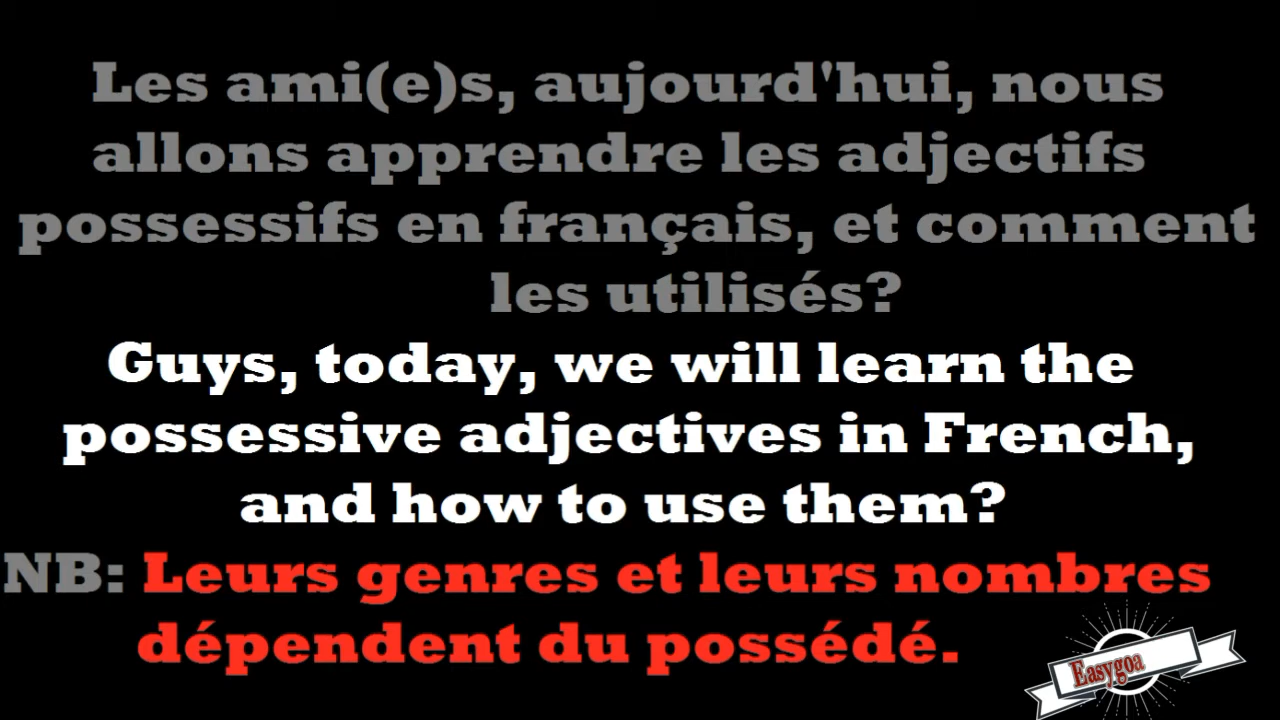 Les ami(e)s, aujourd'hui, nous
allons apprendre les adjectifs
possessifs en français, et comment
les utilisés?
Guys, today, we will learn the
possessive adjectives in French,
and how to use them?
NB: Leurs genres et leurs nombres
dépendent du possédé.
Easygoa